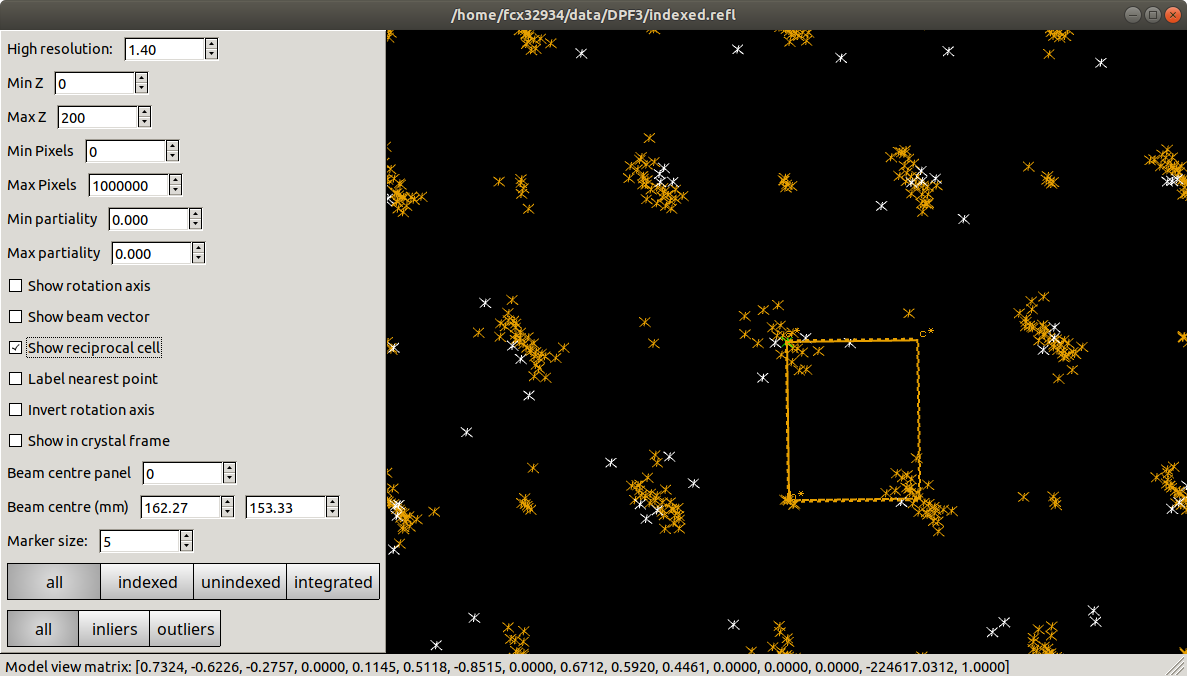 /home/fcx32934/data/DPF3/indexed.refl
High resolution: 1.40
Min Z 0
Max Z 200
Min Pixels 0
Max Pixels 1000000
Min partiality 0.000
Max partiality 0.000
Show rotation axis
Show beam vector
Show reciprocal cell
Label nearest point
Invert rotation axis
Show in crystal frame
Beam centre panel 0
Beam centre (mm) 162.27 153.33
Marker size: 5
all indexed unindexed integrated
all inliers outliers
c*
Model view matrix: [0.7324, -0.6226, -0.2757, 0.0000, 0.1145, 0.5118, -0.8515, 0.0000, 0.6712, 0.5920, 0.4461, 0.0000, 0.0000, 0.0000, -224617.0312, 1.0000]